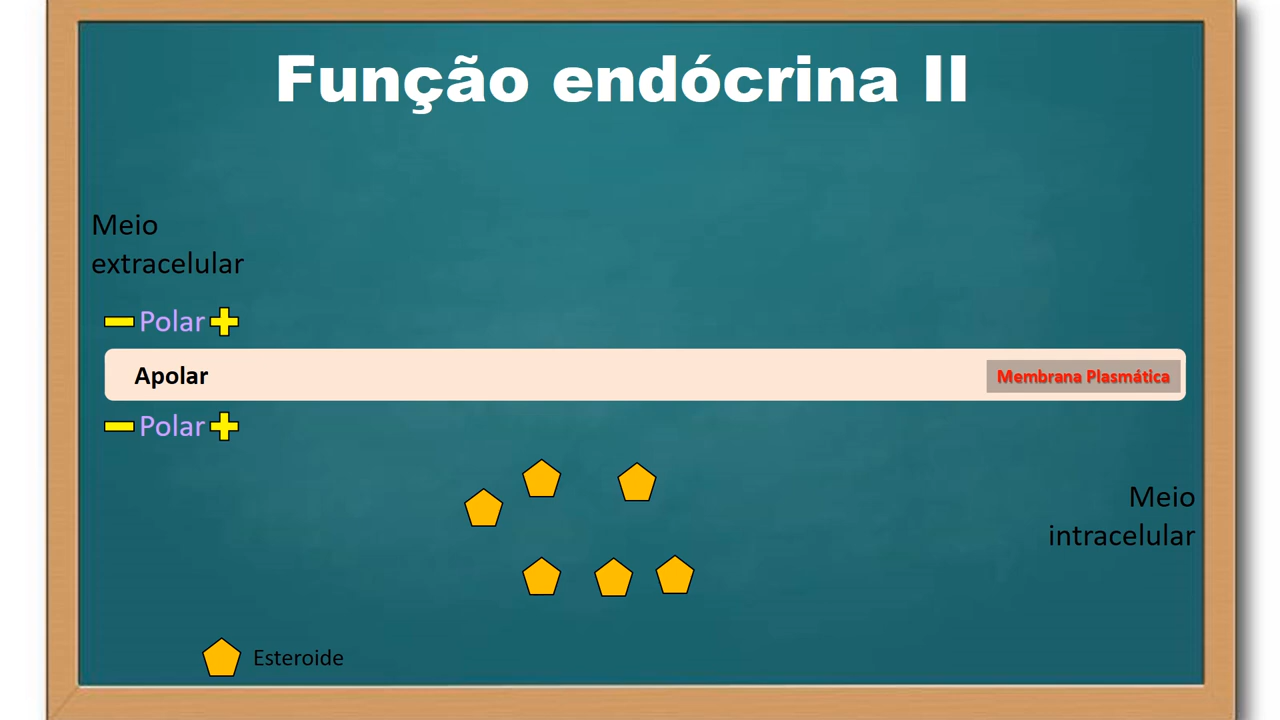 Função endócrina II
Meio
extracelular
Polar
Apolar
Membrana Plasmática
Polar
Meio
intracelular
Esteroide